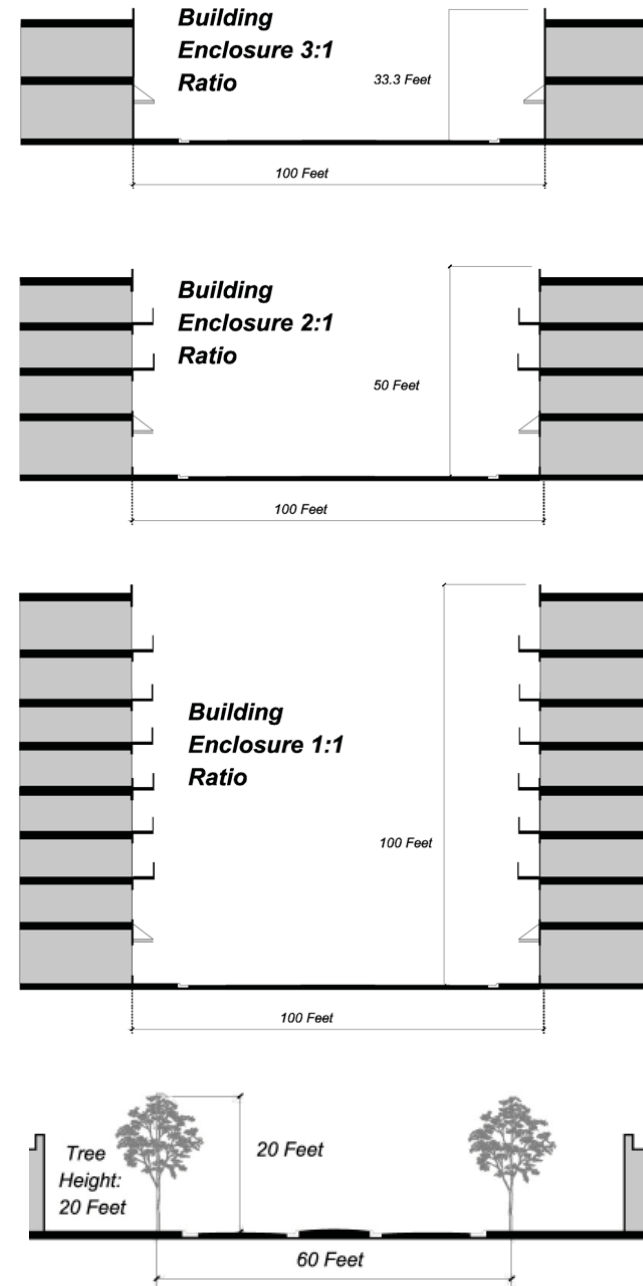 Building
Enclosure 3:1
Ratio
33.3 Feet
100 Feet
Building
Enclosure 2:1
Ratio
50 Feet
100 Feet
Building
Enclosure 1:1
Ratio
100 Feet
100 Feet
Tree
Height:
20 Feet
20 Feet
60 Feet